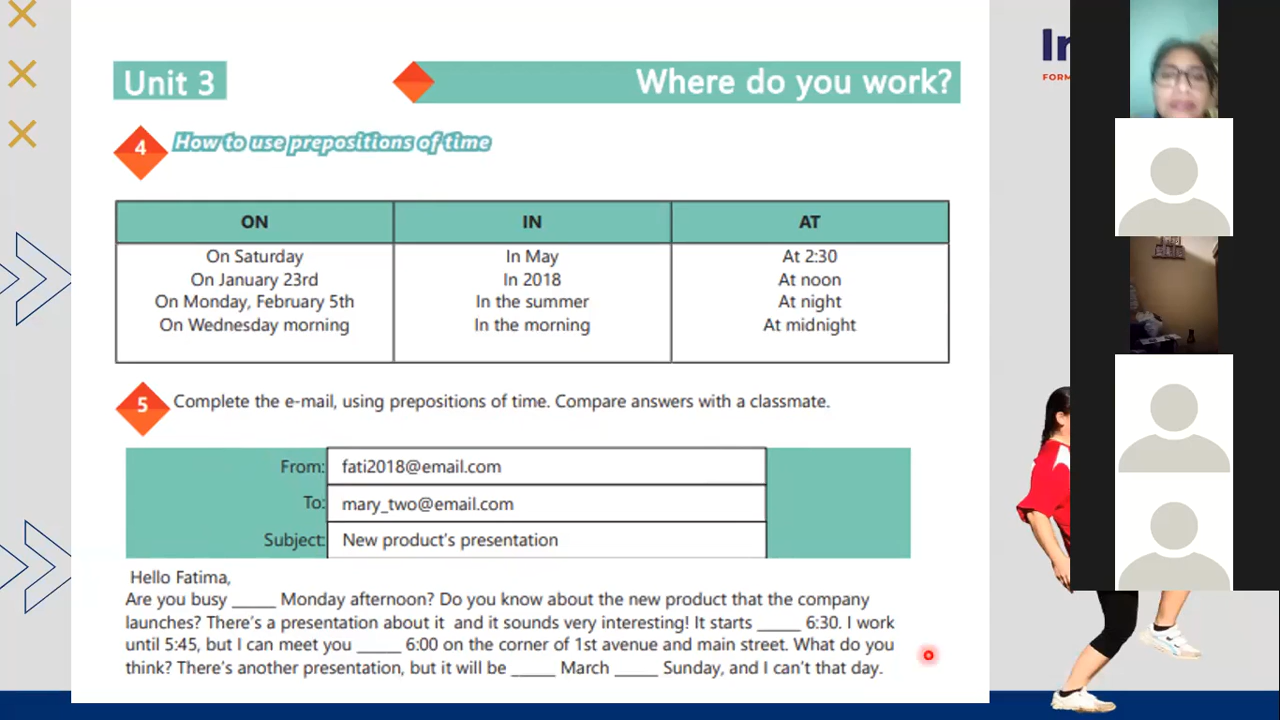 Unit 3
Where do you work?
4
How to use prepositions of time
ON
IN
AT
On Saturday
In May
At 2:30
On January 23rd
In 2018
At noon
On Monday, February 5th
In the summer
At night
On Wednesday morning
In the morning
At midnight
5
Complete the e-mail, using prepositions of time. Compare answers with a classmate.
From: fati2018@email.com
To: mary_two@email.com
Subject: New product's presentation
Hello Fatima,
Are you busy _____ Monday afternoon? Do you know about the new product that the company
launches? There's a presentation about it and it sounds very interesting! It starts _____ 6:30. I work
until 5:45, but I can meet you _____ 6:00 on the corner of 1st avenue and main street. What do you
think? There's another presentation, but it will be _____ March _____ Sunday, and I can't that day.